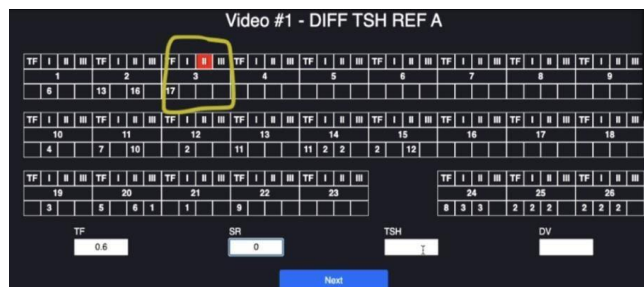 Video #1 - DIFF TSH REF A
TF I II III TF I II III TF I II III TF I II III TF I II III TF I II III TF I II III TF I II III TF I II III
1 2 3 4 5 6 7 8 9
6 13 16 17
TF I II III TF I II III TF I II III TF I II III TF I II III TF I II III TF I II III TF I II III TF I II III
10 11 12 13 14 15 16 17 18
4 7 10 2 11 11 2 2 2 12
TF I II III TF I II III TF I II III TF I II III TF I II III TF I II III TF I II III TF I II III
19 20 21 22 23 24 25 26
3 5 6 1 1 9 8 3 3 2 2 2 2 2 2
TF SR TSH DV
0.6 0
Next